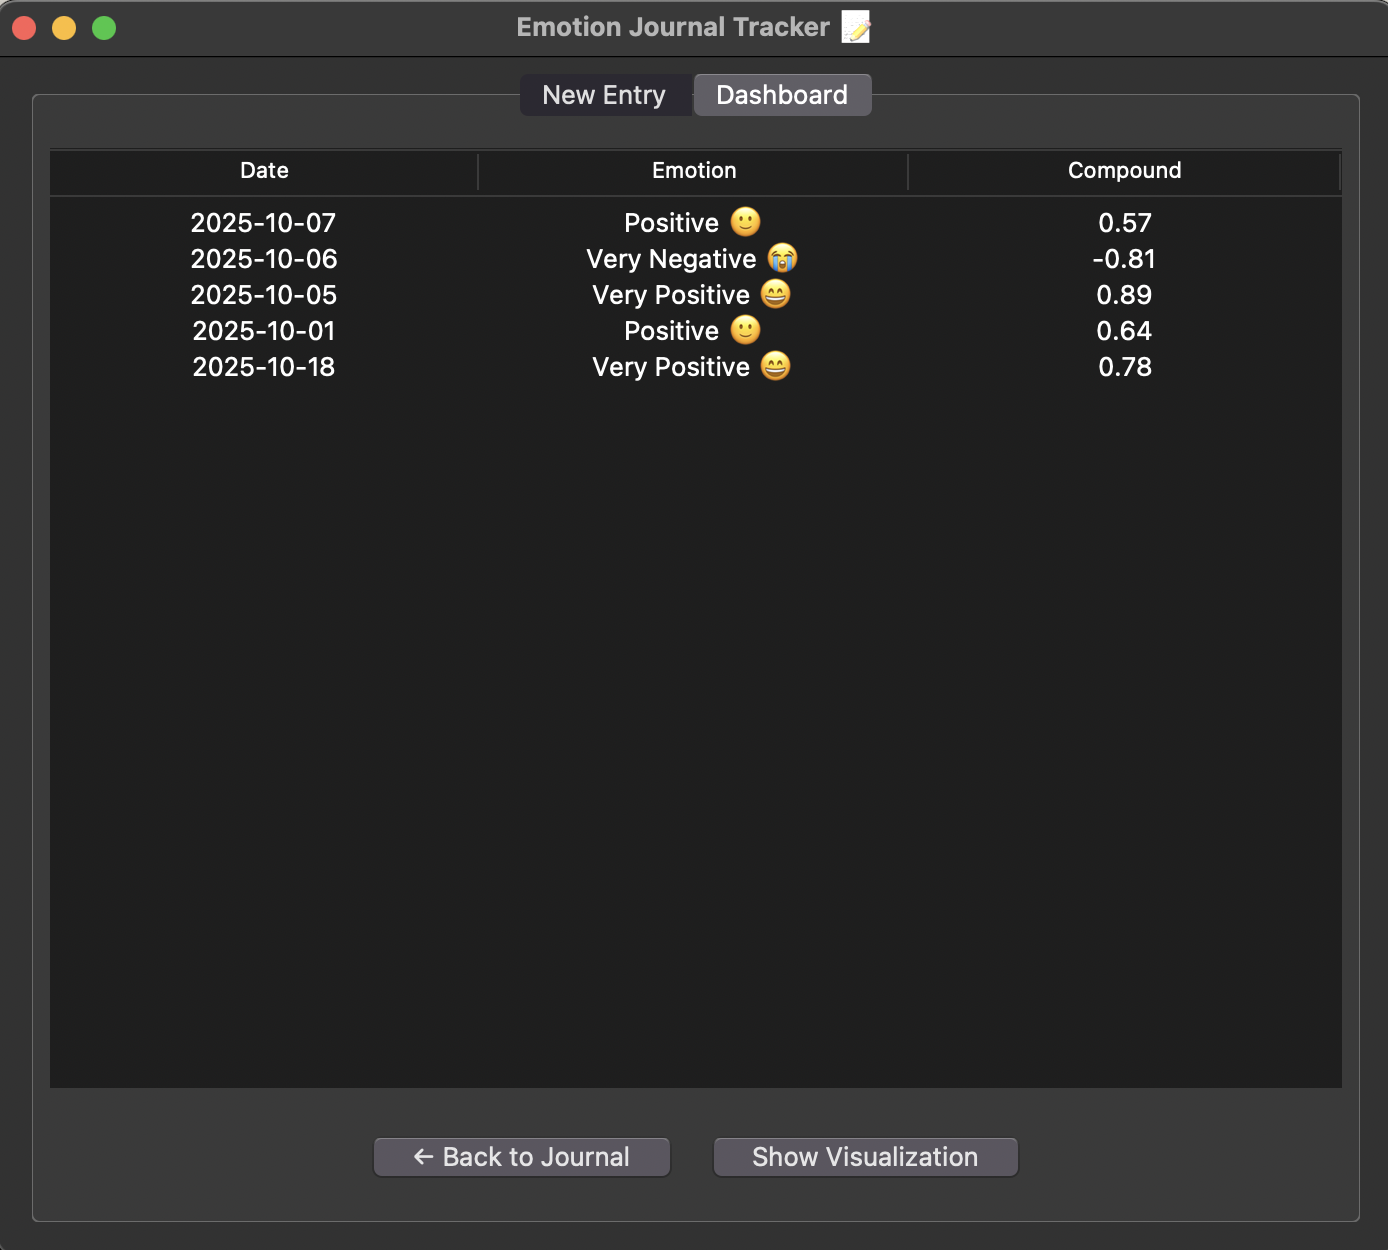 Emotion Journal Tracker 📝
New Entry Dashboard
Date Emotion Compound
2025-10-07 Positive 🙂 0.57
2025-10-06 Very Negative 😭 -0.81
2025-10-05 Very Positive 😄 0.89
2025-10-01 Positive 🙂 0.64
2025-10-18 Very Positive 😄 0.78
← Back to Journal Show Visualization